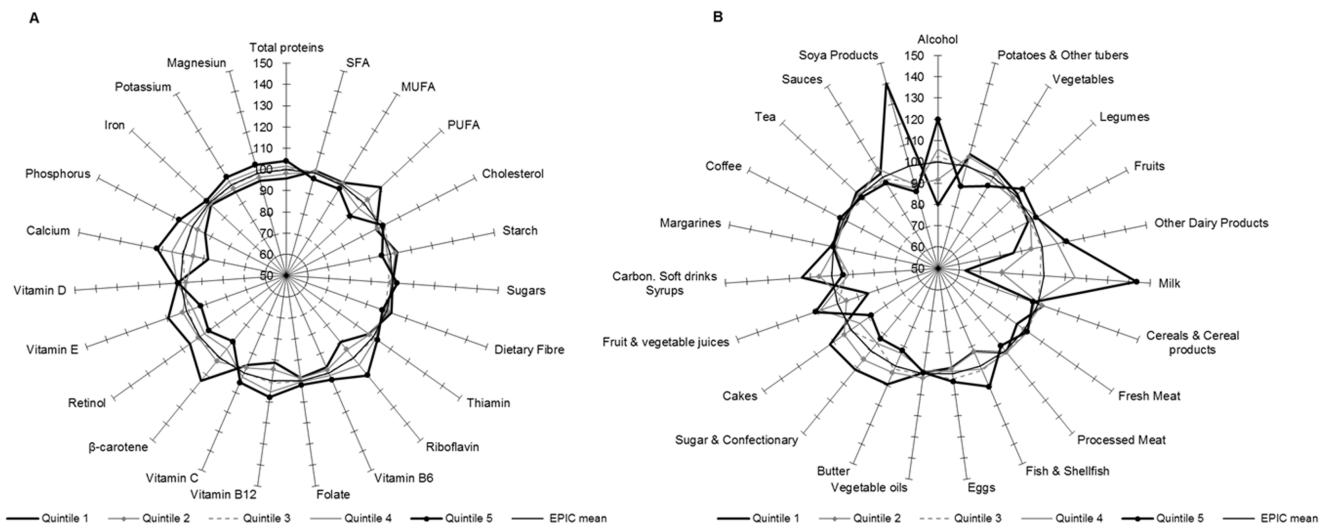 A
Total proteins
SFA
MUFA
PUFA
Cholesterol
Starch
Sugars
Dietary Fibre
Thiamin
Riboflavin
Vitamin B6
Folate
Vitamin B12
Vitamin C
β-carotene
Retinol
Vitamin E
Vitamin D
Calcium
Phosphorus
Iron
Potassium
Magnesiun
150
140
130
120
110
100
90
80
70
60
50
Quintile 1
Quintile 2
Quintile 3
Quintile 4
Quintile 5
EPIC mean
B
Alcohol
Potatoes & Other tubers
Vegetables
Legumes
Fruits
Other Dairy Products
Milk
Cereals & Cereal
products
Fresh Meat
Processed Meat
Fish & Shellfish
Eggs
Vegetable oils
Butter
Sugar & Confectionary
Cakes
Fruit & vegetable juices
Carbon. Soft drinks
Syrups
Margarines
Coffee
Tea
Sauces
Soya Products
150
140
130
120
110
100
90
80
70
60
50
Quintile 1
Quintile 2
Quintile 3
Quintile 4
Quintile 5
EPIC mean